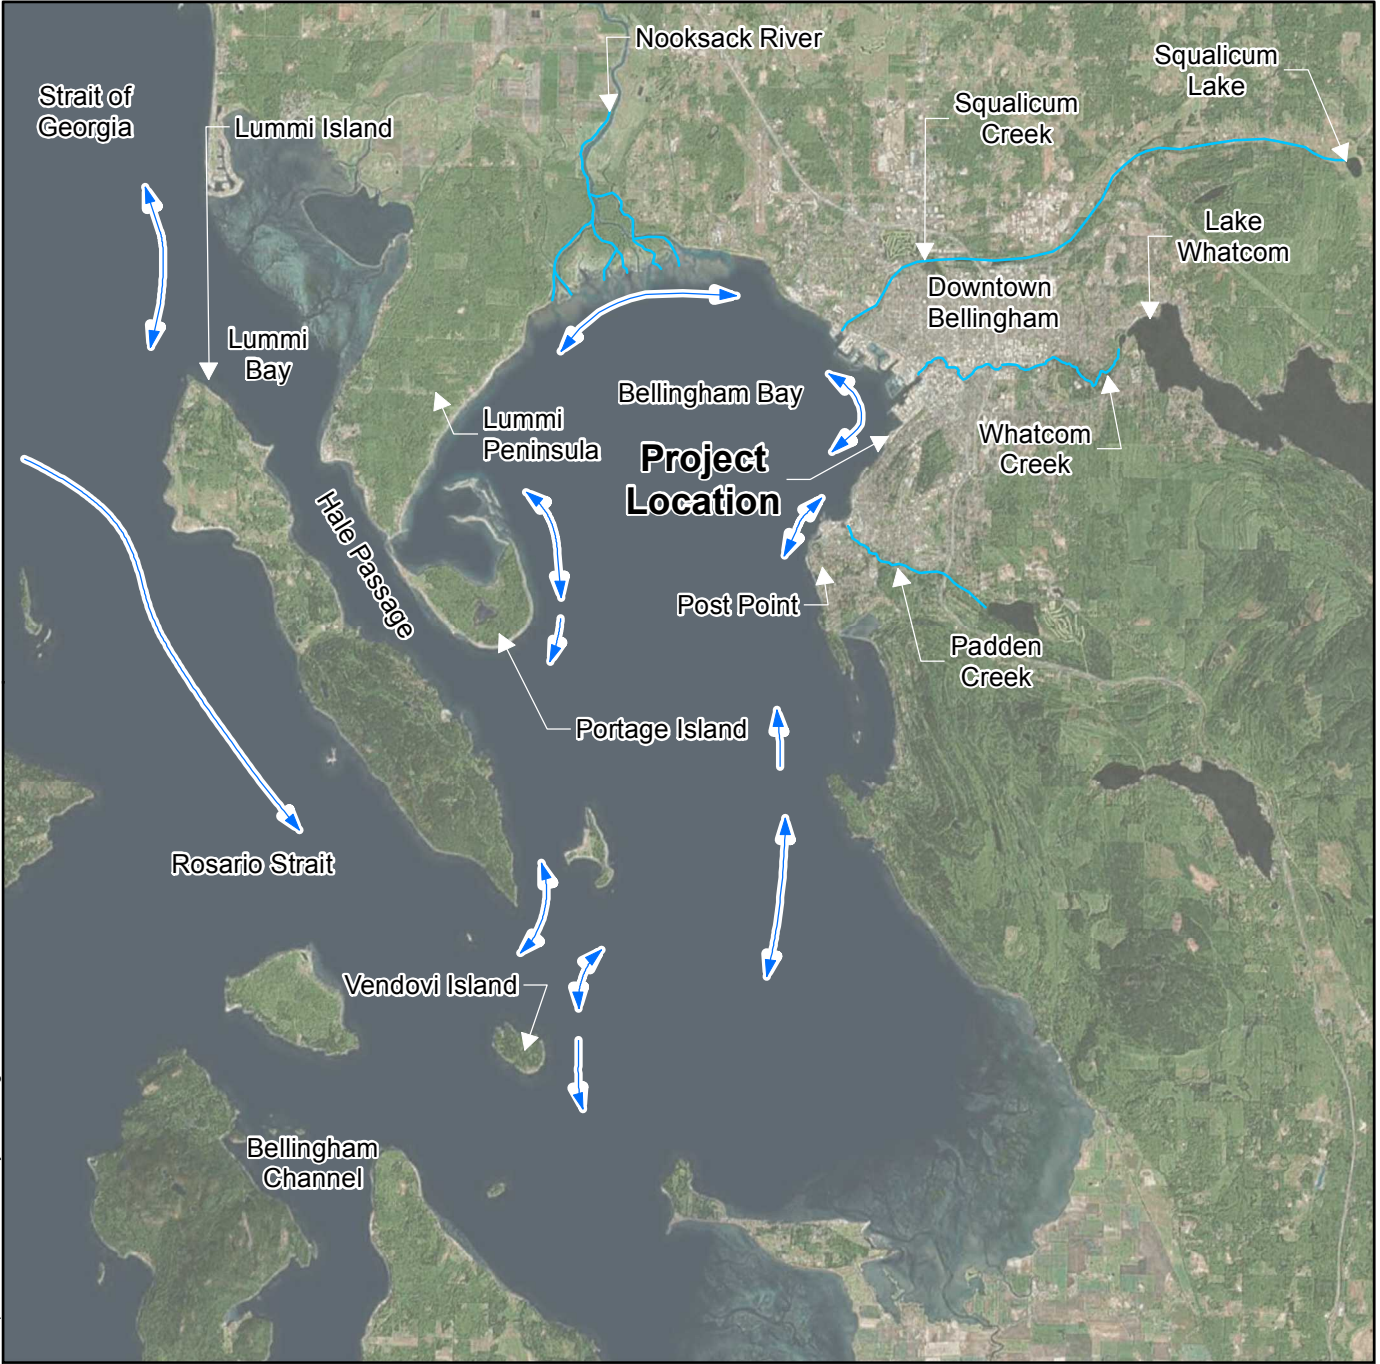 Nooksack River
Squalicum
Lake
Strait of
Georgia
Lummi Island
Squalicum
Creek
Lake
Whatcom
Downtown
Bellingham
Lummi
Bay
Bellingham Bay
Lummi
Peninsula
Whatcom
Creek
Project
Location
Hale Passage
Post Point
Padden
Creek
Portage Island
Rosario Strait
Vendovi Island
Bellingham
Channel